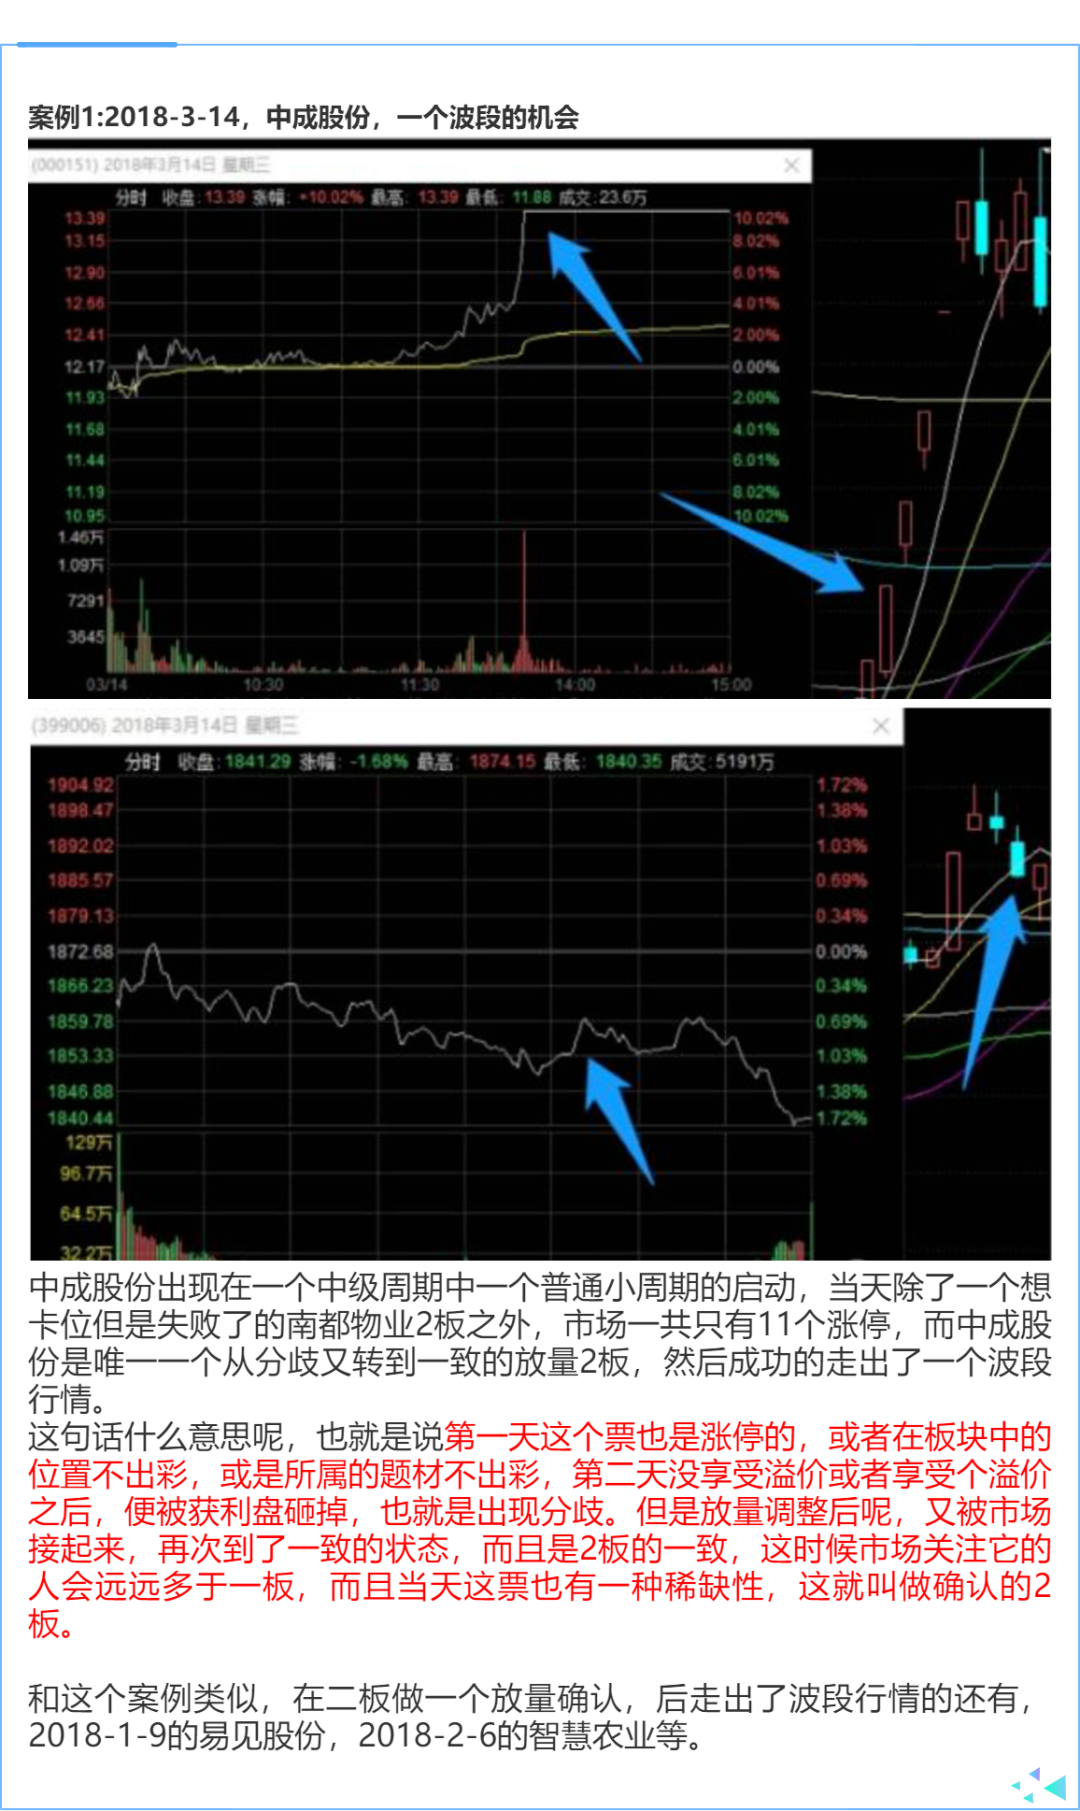 案例1:2018-3-14，中成股份，一个波段的机会
(000151) 2018年3月14日 星期三
分时 收盘: 13.39 涨幅: +10.02% 最高: 13.39 最低: 11.88 成交: 23.6万
13.39 10.02%
13.15 8.02%
12.90 6.01%
12.66 4.01%
12.41 2.00%
12.17 0.00%
11.93 2.00%
11.68 4.01%
11.44 6.01%
11.19 8.02%
10.95 10.02%
1.46万
1.09万
7291
3645
03/14 10:30 11:30 14:00 15:00
(399006) 2018年3月14日 星期三
分时 收盘: 1841.29 涨幅: -1.68% 最高: 1874.15 最低: 1840.35 成交: 5191万
1904.92 1.72%
1898.47 1.38%
1892.02 1.03%
1885.57 0.69%
1879.13 0.34%
1872.68 0.00%
1866.23 0.34%
1859.78 0.69%
1853.33 1.03%
1846.88 1.38%
1840.44 1.72%
129万
96.7万
64.5万
32.2万
中成股份出现在一个中级周期中一个普通小周期的启动，当天除了一个想
卡位但是失败了的南都物业2板之外，市场一共只有11个涨停，而中成股
份是唯一一个从分歧又转到一致的放量2板，然后成功的走出了一个波段
行情。
这句话什么意思呢，也就是说第一天这个票也是涨停的，或者在板块中的
位置不出彩，或是所属的题材不出彩，第二天没享受溢价或者享受个溢价
之后，便被获利盘砸掉，也就是出现分歧。但是放量调整后呢，又被市场
接起来，再次到了一致的状态，而且是2板的一致，这时候市场关注它的
人会远远多于一板，而且当天这票也有一种稀缺性，这就叫做确认的2
板。
和这个案例类似，在二板做一个放量确认，后走出了波段行情的还有，
2018-1-9的易见股份，2018-2-6的智慧农业等。